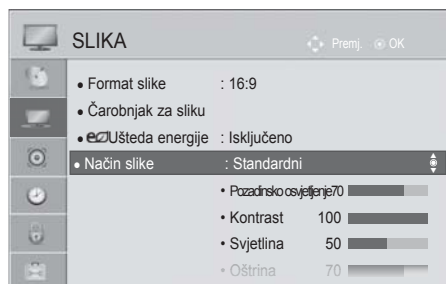 SLIKA
Premj. OK
• Format slike : 16:9
• Čarobnjak za sliku
• eco Ušteda energije : Isključeno
• Način slike : Standardni
• Pozadinsko osvjetljenje 70
• Kontrast 100
• Svjetlina 50
• Oštrina 70